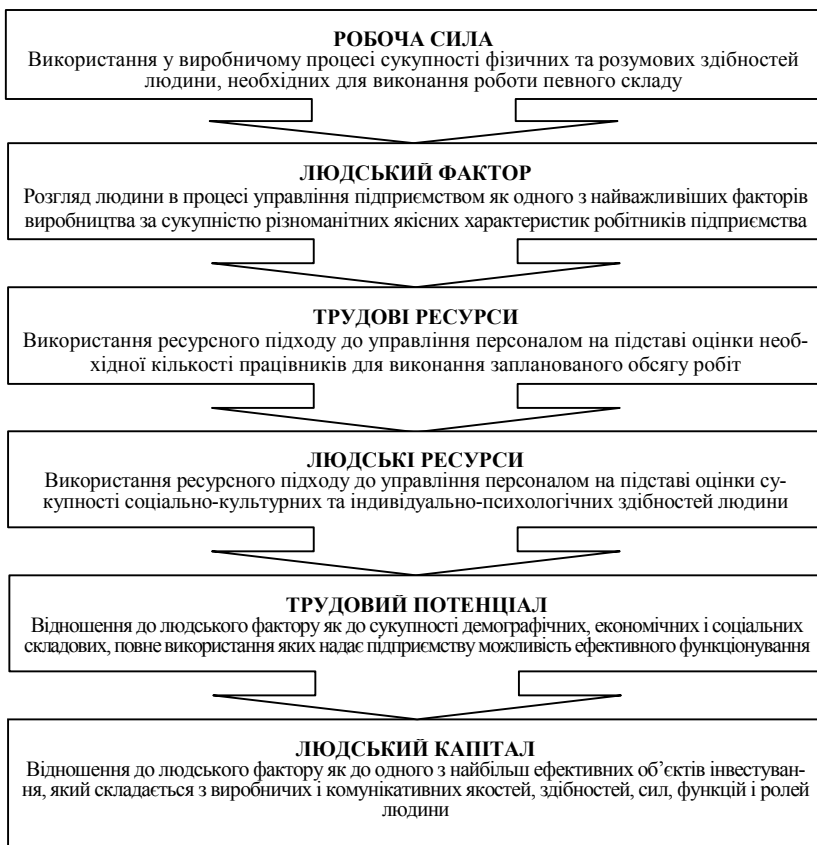 РОБОЧА СИЛА
Використання у виробничому процесі сукупності фізичних та розумових здібностей
людини, необхідних для виконання роботи певного складу
ЛЮДСЬКИЙ ФАКТОР
Розгляд людини в процесі управління підприємством як одного з найважливіших факторів
виробництва за сукупністю різноманітних якісних характеристик робітників підприємства
ТРУДОВІ РЕСУРСИ
Використання ресурсного підходу до управління персоналом на підставі оцінки необ-
хідної кількості працівників для виконання запланованого обсягу робіт
ЛЮДСЬКІ РЕСУРСИ
Використання ресурсного підходу до управління персоналом на підставі оцінки су-
купності соціально-культурних та індивідуально-психологічних здібностей людини
ТРУДОВИЙ ПОТЕНЦІАЛ
Відношення до людського фактору як до сукупності демографічних, економічних і соціальних
складових, повне використання яких надає підприємству можливість ефективного функціонування
ЛЮДСЬКИЙ КАПІТАЛ
Відношення до людського фактору як до одного з найбільш ефективних об’єктів інвестуван-
ня, який складається з виробничих і комунікативних якостей, здібностей, сил, функцій і ролей
людини